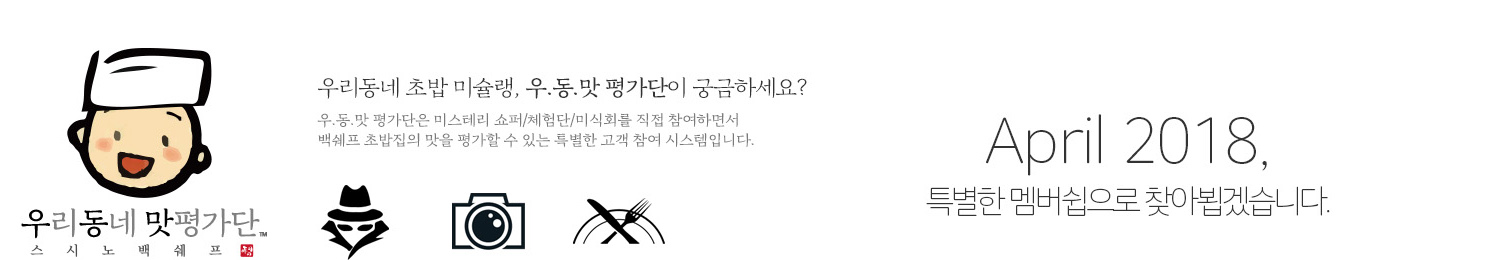 우리동네 맛평가단™
스시노백쉐프
우리동네 초밥 미슐랭, 우.동.맛 평가단이 궁금하세요?
우.동.맛 평가단은 미스테리 쇼퍼/체험단/미식회를 직접 참여하면서
백쉐프 초밥집의 맛을 평가할 수 있는 특별한 고객 참여 시스템입니다.
April 2018,
특별한 멤버쉽으로 찾아뵙겠습니다.